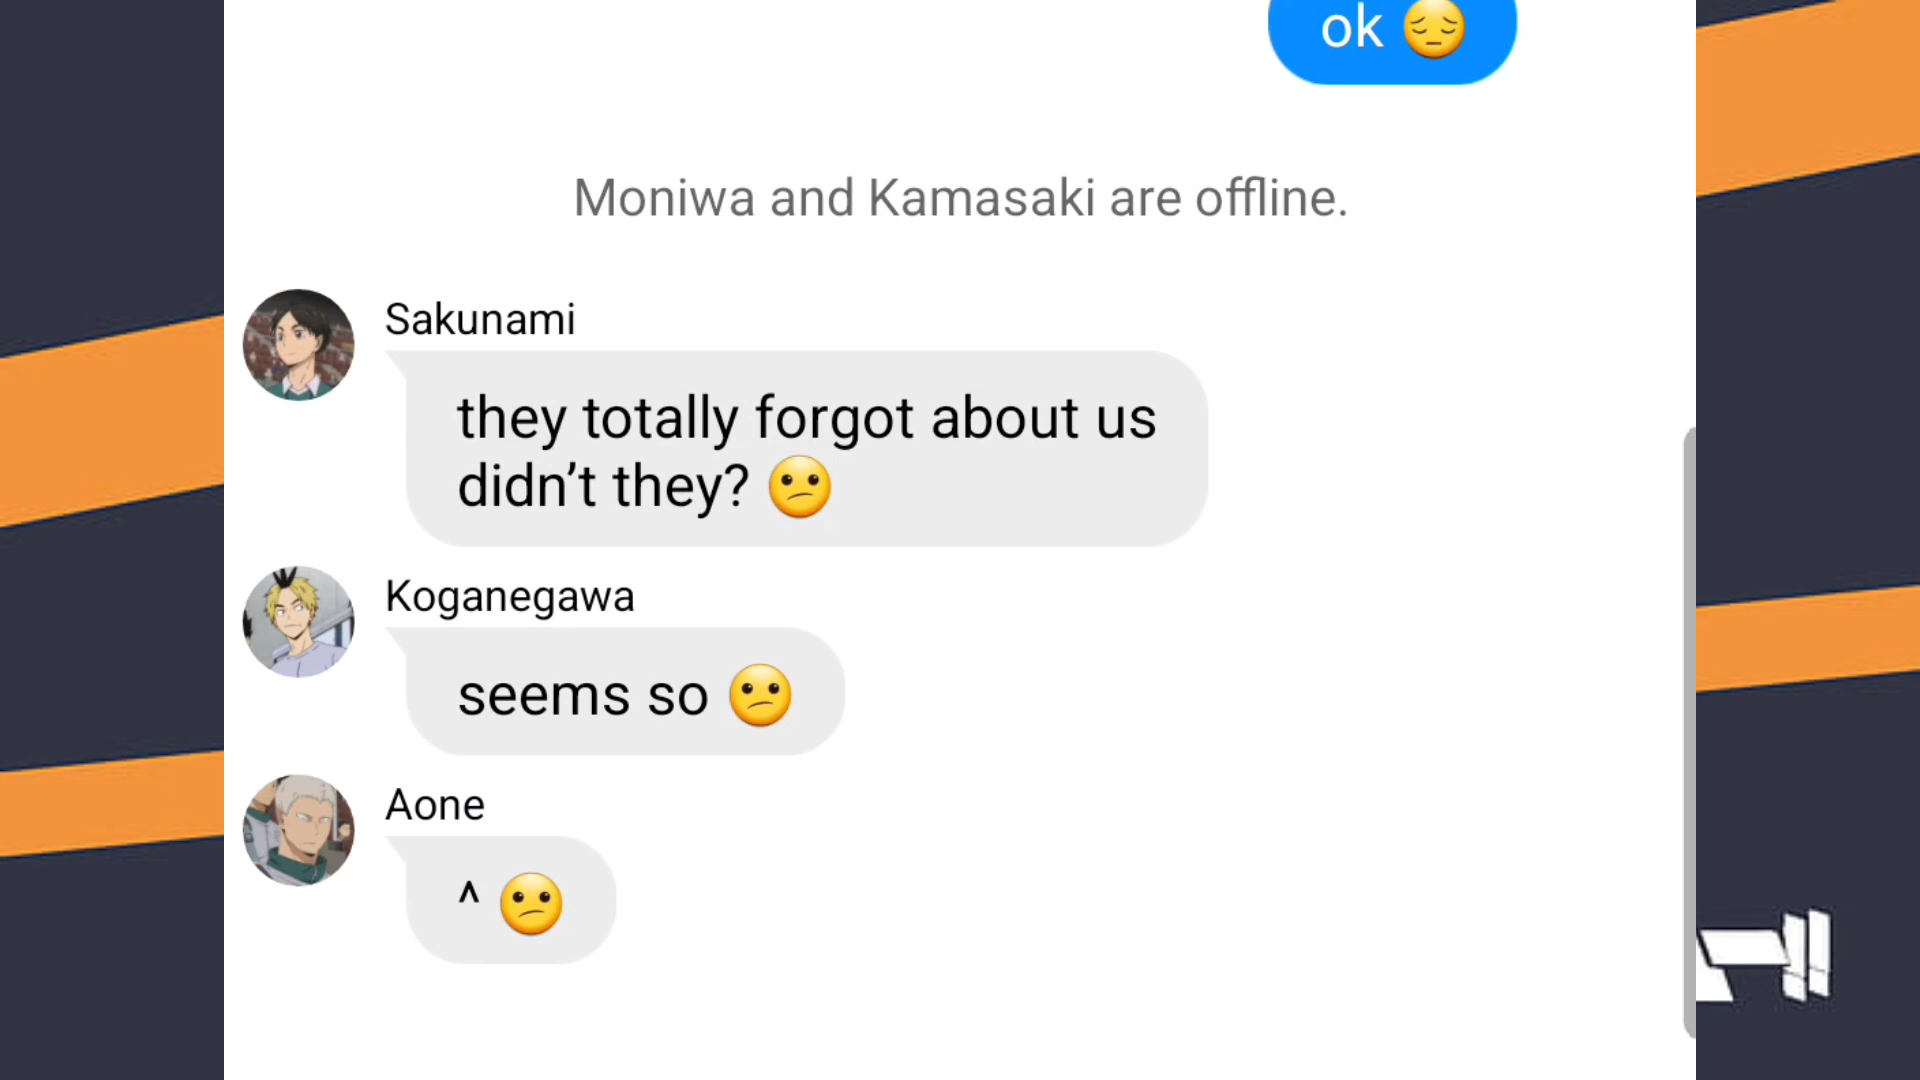 ok 😔
Moniwa and Kamasaki are offline.
Sakunami
they totally forgot about us
didn’t they? 😕
Koganegawa
seems so 😕
Aone
^ 😕